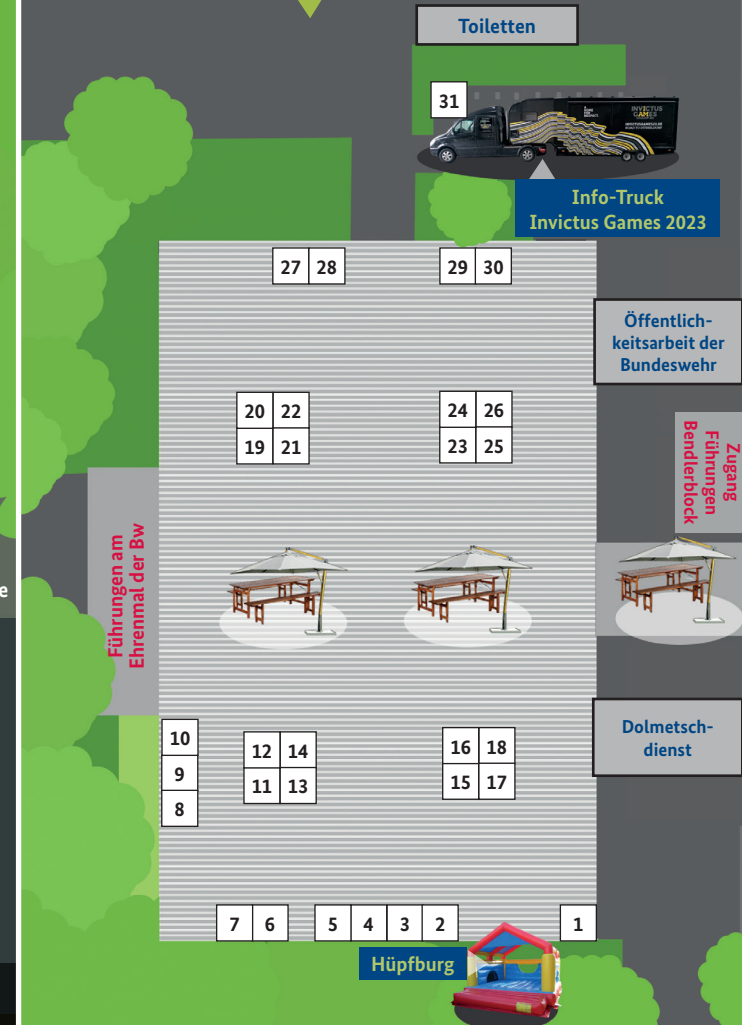 Toiletten
31
INVICTUS
GAMES
Info-Truck
Invictus Games 2023
27 28
29 30
Öffentlich-
keitsarbeit der
Bundeswehr
20 22
24 26
19 21
23 25
Zugang
Führungen
Bendlerblock
Führungen am
Ehrenmal der Bw
e
10
9
8
12 14
11 13
16 18
15 17
Dolmetsch-
dienst
7 6
5 4 3 2
1
Hüpfburg